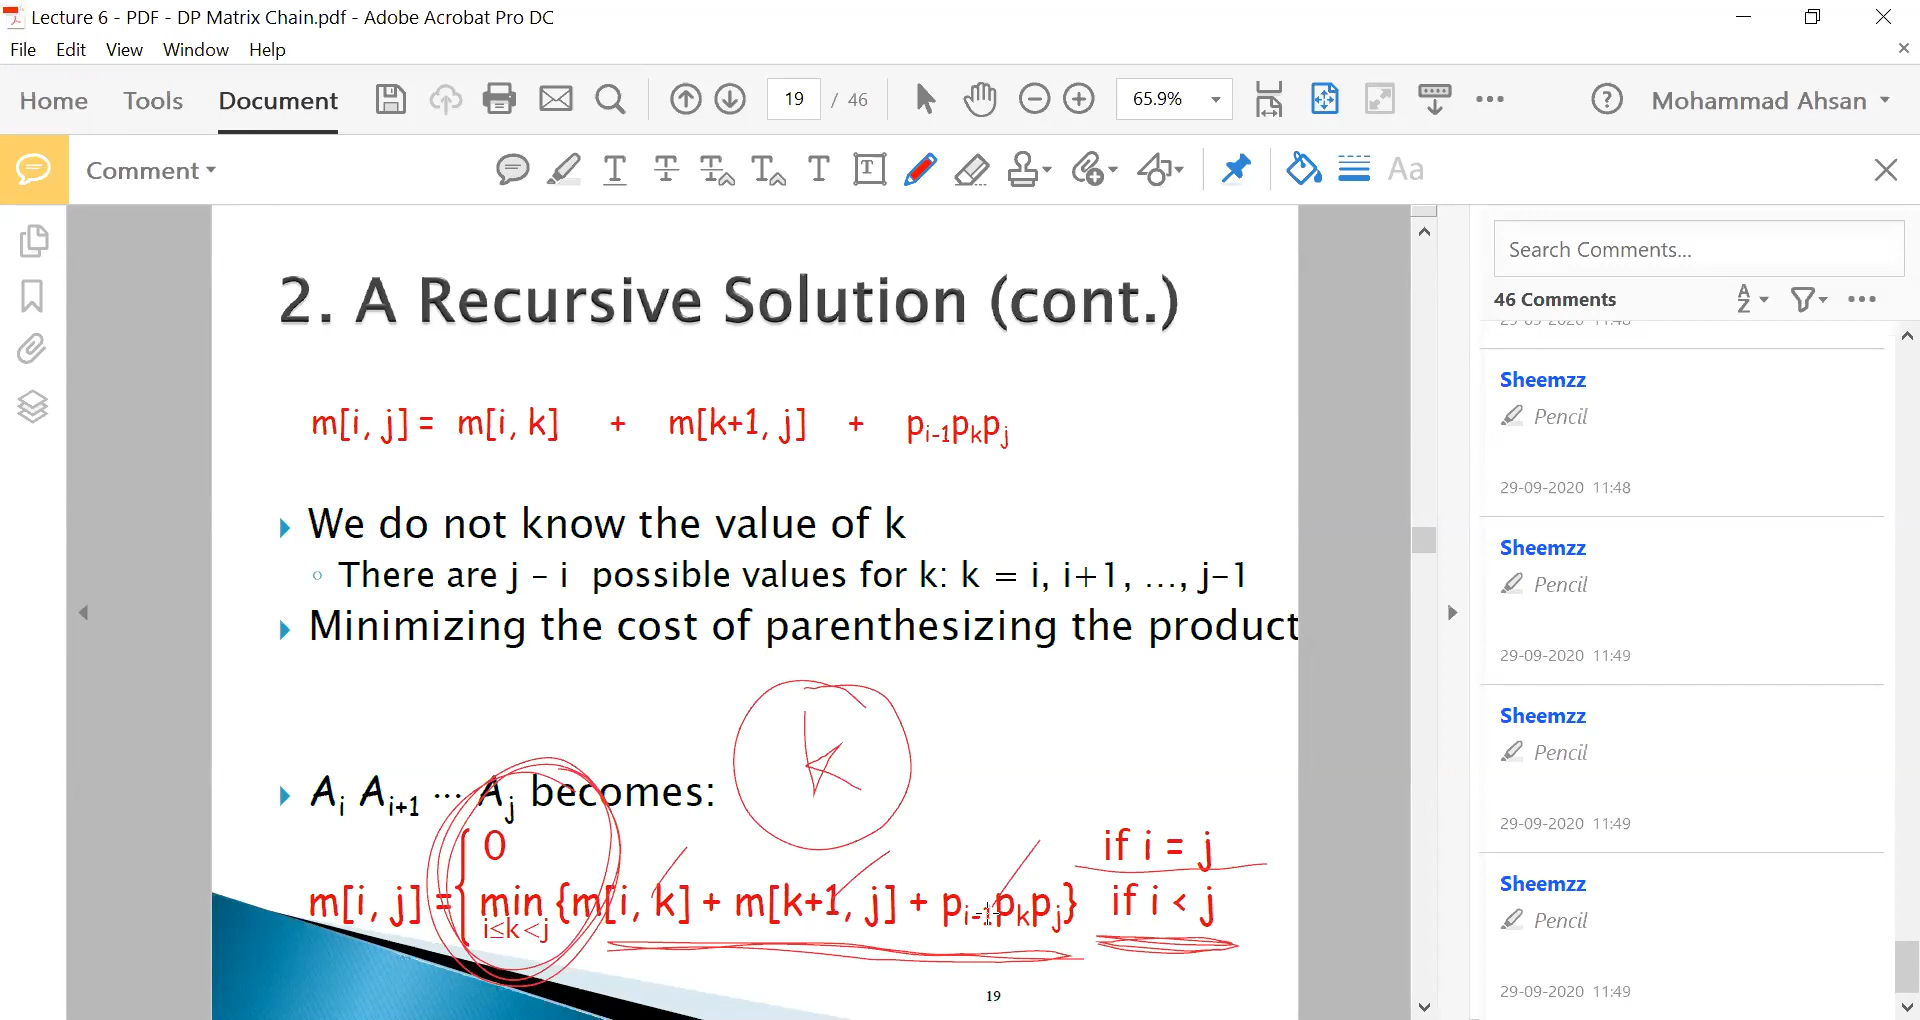 Lecture 6 - PDF - DP Matrix Chain.pdf - Adobe Acrobat Pro DC
File Edit View Window Help
Home Tools Document 19 / 46 65.9% Mohammad Ahsan
Comment Aa
Search Comments...
46 Comments
29-09-2020 11:48
Sheemzz
Pencil
29-09-2020 11:48
Sheemzz
Pencil
29-09-2020 11:49
Sheemzz
Pencil
29-09-2020 11:49
Sheemzz
Pencil
29-09-2020 11:49
2. A Recursive Solution (cont.)
m[i, j] = m[i, k] + m[k+1, j] + pi-1pkpj
We do not know the value of k
There are j – i possible values for k: k = i, i+1, …, j-1
Minimizing the cost of parenthesizing the product
k
Ai Ai+1 ··· Aj becomes:
0 if i = j
m[i, j] = min {m[i, k] + m[k+1, j] + pi-1pkpj} if i < j
i≤k<j
19